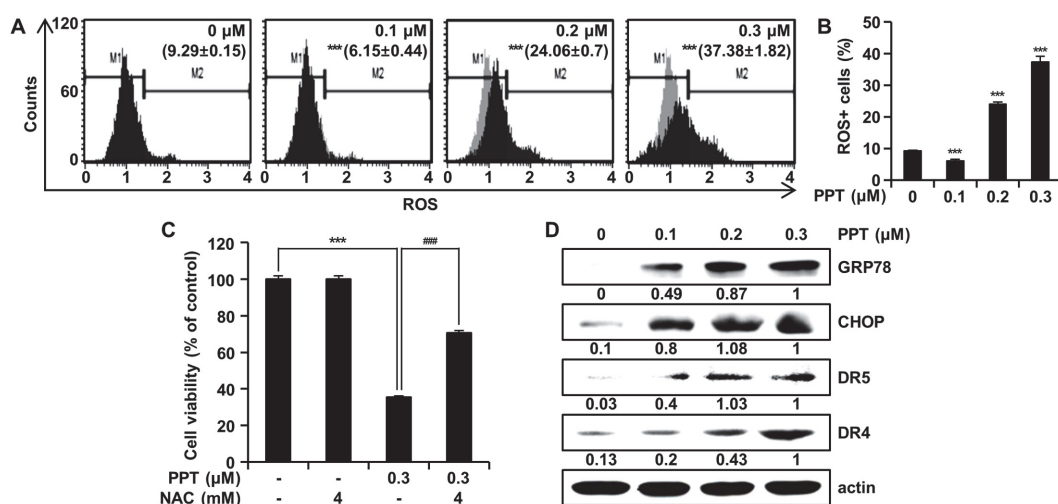 A
Counts
120
60
0
0 µM
(9.29±0.15)
M1
M2
0 1 2 3 4
0.1 µM
***(6.15±0.44)
M1
M2
0 1 2 3 4
0.2 µM
***(24.06±0.7)
M1
M2
0 1 2 3 4
0.3 µM
***(37.38±1.82)
M1
M2
0 1 2 3 4
ROS
B
ROS+ cells (%)
50
40
30
20
10
0
***
***
***
PPT (µM) 0 0.1 0.2 0.3
C
Cell viability (% of control)
120
100
80
60
40
20
0
***
###
PPT (µM) - - 0.3 0.3
NAC (mM) - 4 - 4
D
0 0.1 0.2 0.3 PPT (µM)
GRP78
0 0.49 0.87 1
CHOP
0.1 0.8 1.08 1
DR5
0.03 0.4 1.03 1
DR4
0.13 0.2 0.43 1
actin